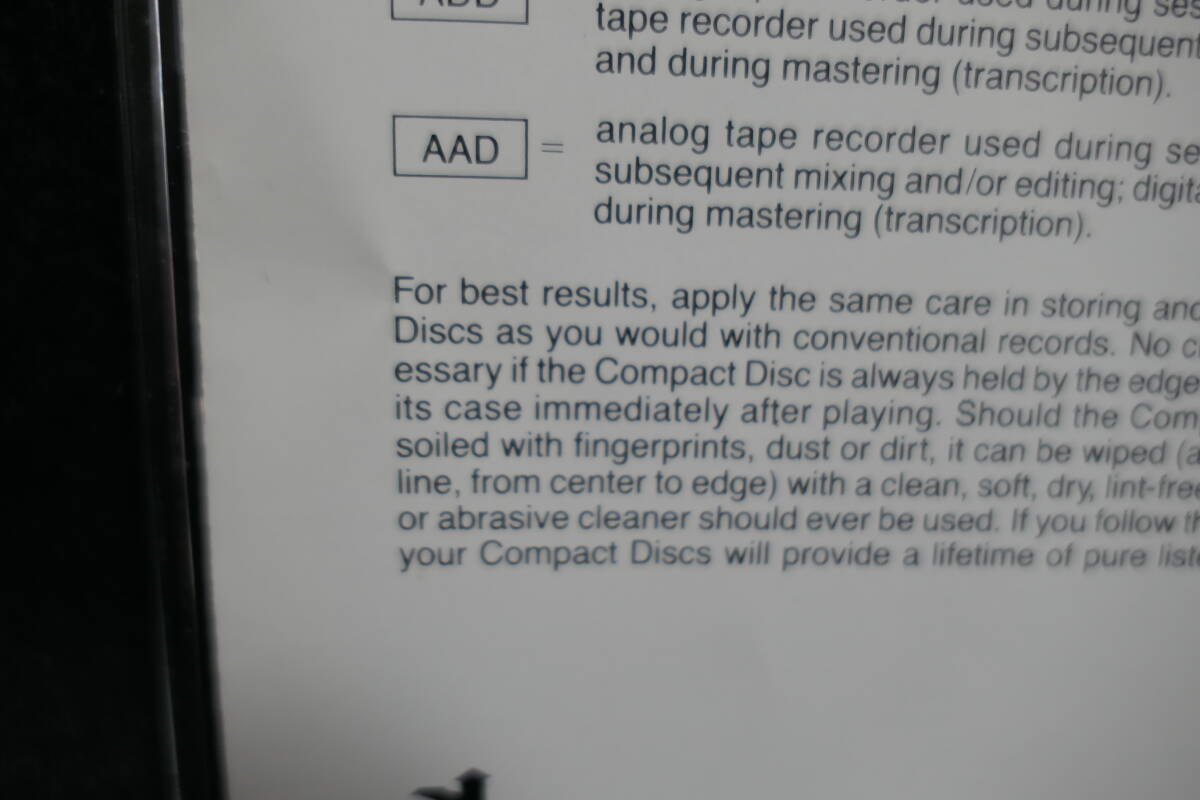 ADD
during
tape recorder used during subsequent
and during mastering (transcription).
AAD = analog tape recorder used during se
subsequent mixing and/or editing; digita
during mastering (transcription).
For best results, apply the same care in storing and
Discs as you would with conventional records. No c
essary if the Compact Disc is always held by the edge
its case immediately after playing. Should the Com
soiled with fingerprints, dust or dirt, it can be wiped (a
line, from center to edge) with a clean, soft, dry, lint-free
or abrasive cleaner should ever be used. If you follow th
your Compact Discs will provide a lifetime of pure liste